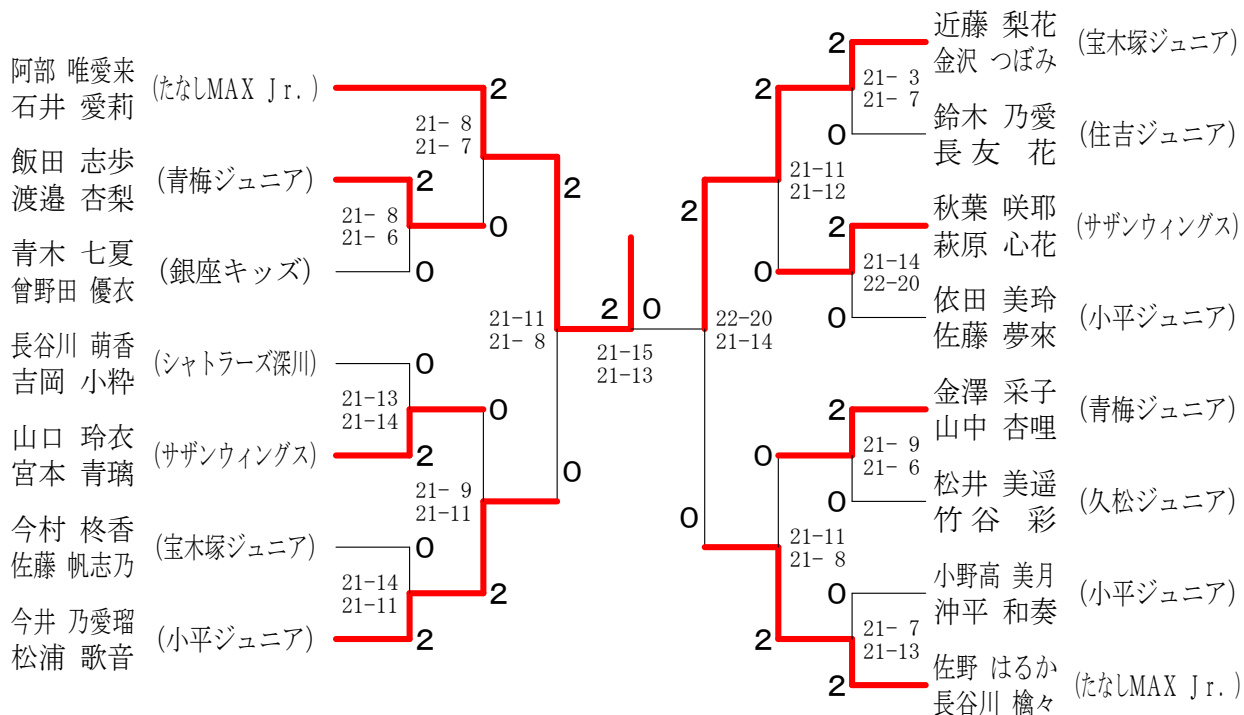 阿部 唯愛来
石井 愛莉
(たなしMAX Jr.)
2
21- 8
21- 7
飯田 志歩
渡邉 杏梨
(青梅ジュニア)
2
21- 8
21- 6
0
2
青木 七夏
曾野田 優衣
(銀座キッズ)
0
21-11
21- 8
長谷川 萌香
吉岡 小粋
(シャトラーズ深川)
0
21-13
21-14
0
山口 玲衣
宮本 青璃
(サザンウィングス)
2
21- 9
21-11
0
今村 柊香
佐藤 帆志乃
(宝木塚ジュニア)
0
21-14
21-11
2
今井 乃愛瑠
松浦 歌音
(小平ジュニア)
2
2
0
21-15
21-13
近藤 梨花
金沢 つぼみ
(宝木塚ジュニア)
2
21- 3
21- 7
2
鈴木 乃愛
長友 花
(住吉ジュニア)
0
21-11
21-12
2
秋葉 咲耶
萩原 心花
(サザンウィングス)
2
21-14
22-20
0
依田 美玲
佐藤 夢來
(小平ジュニア)
0
22-20
21-14
金澤 采子
山中 杏哩
(青梅ジュニア)
2
21- 9
21- 6
0
松井 美遥
竹谷 彩
(久松ジュニア)
0
0
21-11
21- 8
小野高 美月
沖平 和奏
(小平ジュニア)
0
21- 7
21-13
2
佐野 はるか
長谷川 檎々
(たなしMAX Jr.)
2